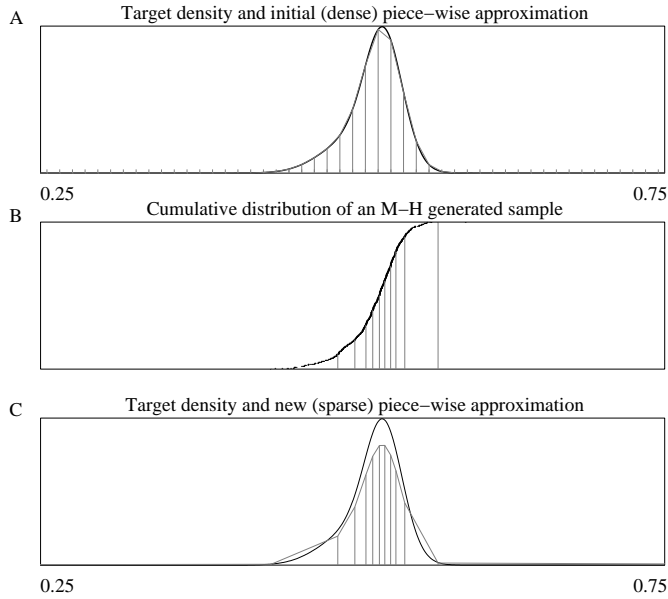 A
Target density and initial (dense) piece−wise approximation
0.25
0.75
B
Cumulative distribution of an M−H generated sample
C
Target density and new (sparse) piece−wise approximation
0.25
0.75